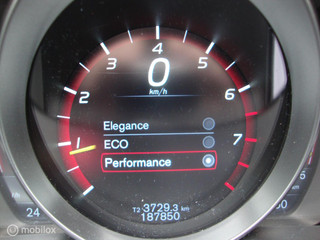 4
3 5
0
km/h
2 6
Elegance
ECO
1 7
Performance
T2 3729.3 km
24
187850
© mobilox